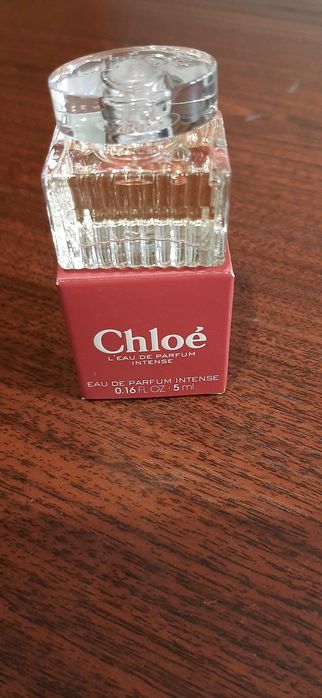 Chloé
L'EAU DE PARFUM
INTENSE
EAU DE PARFUM INTENSE
0.16 FL OZ · 5 ml